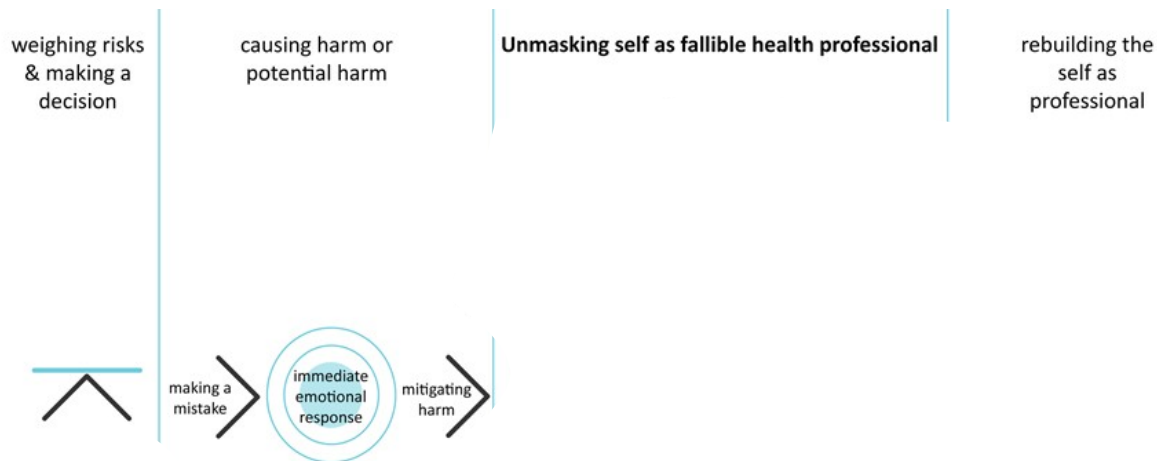 weighing risks
& making a
decision
causing harm or
potential harm
Unmasking self as fallible health professional
rebuilding the
self as
professional
making a
mistake
immediate
emotional
response
mitigating
harm